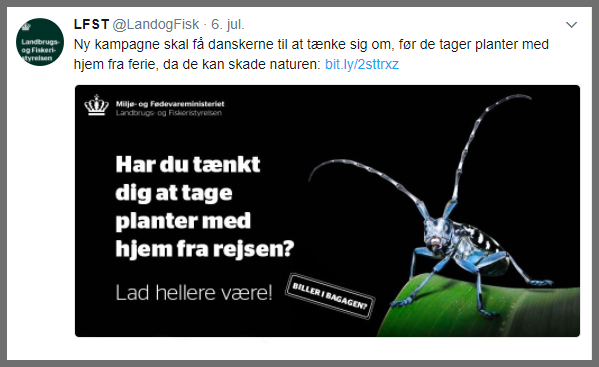 Landbrugs-
og Fiskeri-
styrelsen
LFST @LandogFisk · 6. jul.
Ny kampagne skal få danskerne til at tænke sig om, før de tager planter med
hjem fra ferie, da de kan skade naturen: bit.ly/2sttrxz
Miljø- og Fødevareministeriet
Landbrugs- og Fiskeristyrelsen
Har du tænkt
dig at tage
planter med
hjem fra rejsen?
Lad hellere være!
BILLER I BAGAGEN?